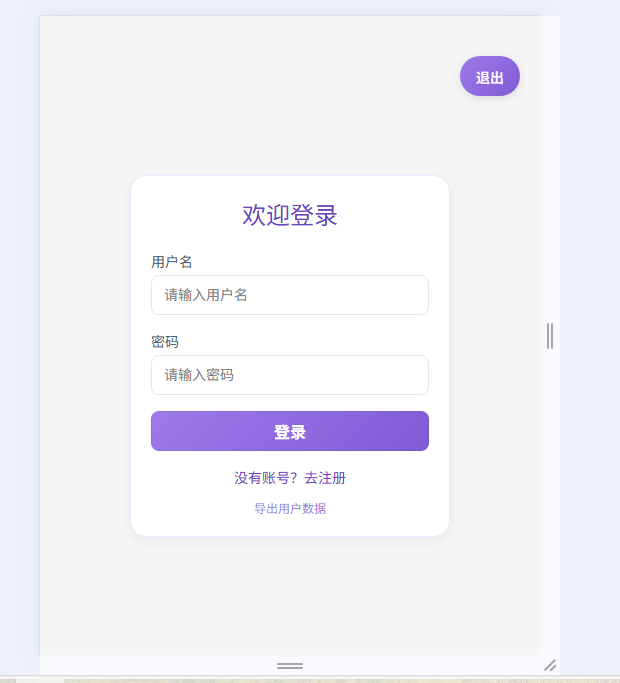 退出
欢迎登录
用户名
请输入用户名
密码
请输入密码
登录
没有账号？去注册
导出用户数据